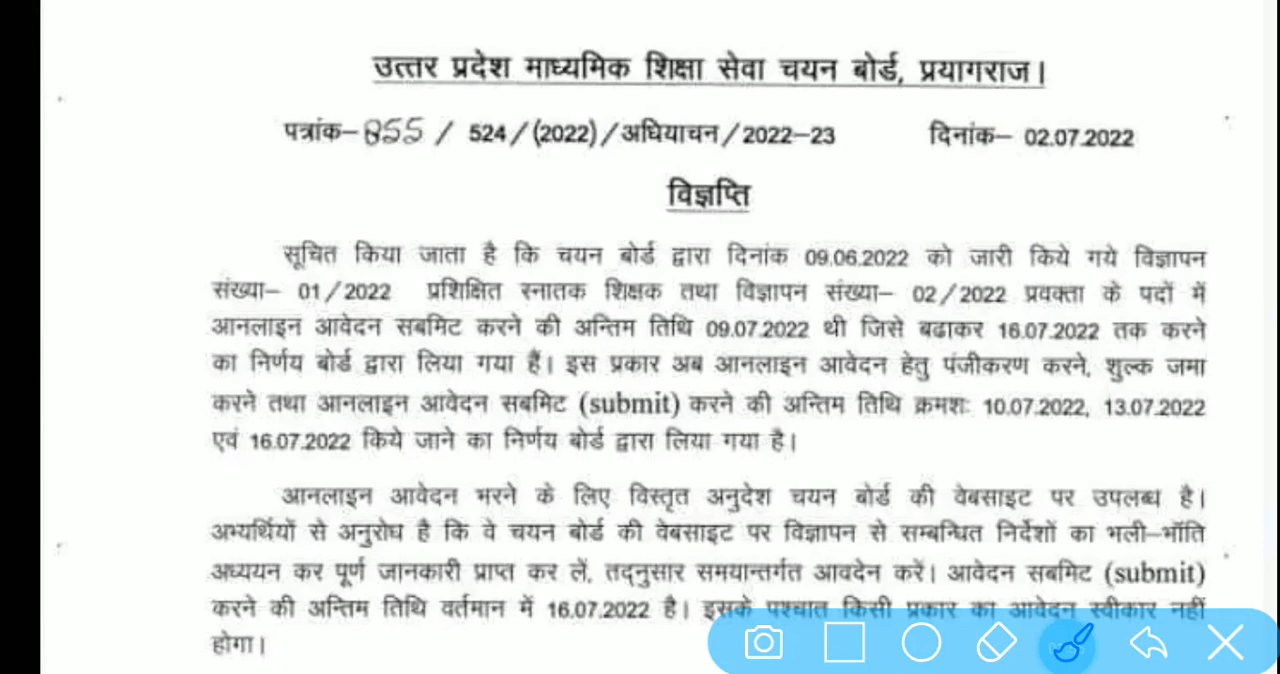 उत्तर प्रदेश माध्यमिक शिक्षा सेवा चयन बोर्ड, प्रयागराज।
पत्रांक–855 / 524/(2022)/अधियाचन/2022–23 दिनांक– 02.07.2022
विज्ञप्ति
सूचित किया जाता है कि चयन बोर्ड द्वारा दिनांक 09.06.2022 को जारी किये गये विज्ञापन
संख्या– 01/2022 प्रशिक्षित स्नातक शिक्षक तथा विज्ञापन संख्या– 02/2022 प्रवक्ता के पदों में
आनलाइन आवेदन सबमिट करने की अन्तिम तिथि 09.07.2022 थी जिसे बढाकर 16.07.2022 तक करने
का निर्णय बोर्ड द्वारा लिया गया हैं। इस प्रकार अब आनलाइन आवेदन हेतु पंजीकरण करने, शुल्क जमा
करने तथा आनलाइन आवेदन सबमिट (submit) करने की अन्तिम तिथि क्रमशः 10.07.2022, 13.07.2022
एवं 16.07.2022 किये जाने का निर्णय बोर्ड द्वारा लिया गया है।
आनलाइन आवेदन भरने के लिए विस्तृत अनुदेश चयन बोर्ड की वेबसाइट पर उपलब्ध है।
अभ्यर्थियों से अनुरोध है कि वे चयन बोर्ड की वेबसाइट पर विज्ञापन से सम्बन्धित निर्देशों का भली–भॉति
अध्ययन कर पूर्ण जानकारी प्राप्त कर लें, तद्नुसार समयान्तर्गत आवदेन करें। आवेदन सबमिट (submit)
करने की अन्तिम तिथि वर्तमान में 16.07.2022 है। इसके पश्चात किसी प्रकार का आवेदन स्वीकार नहीं
होगा।